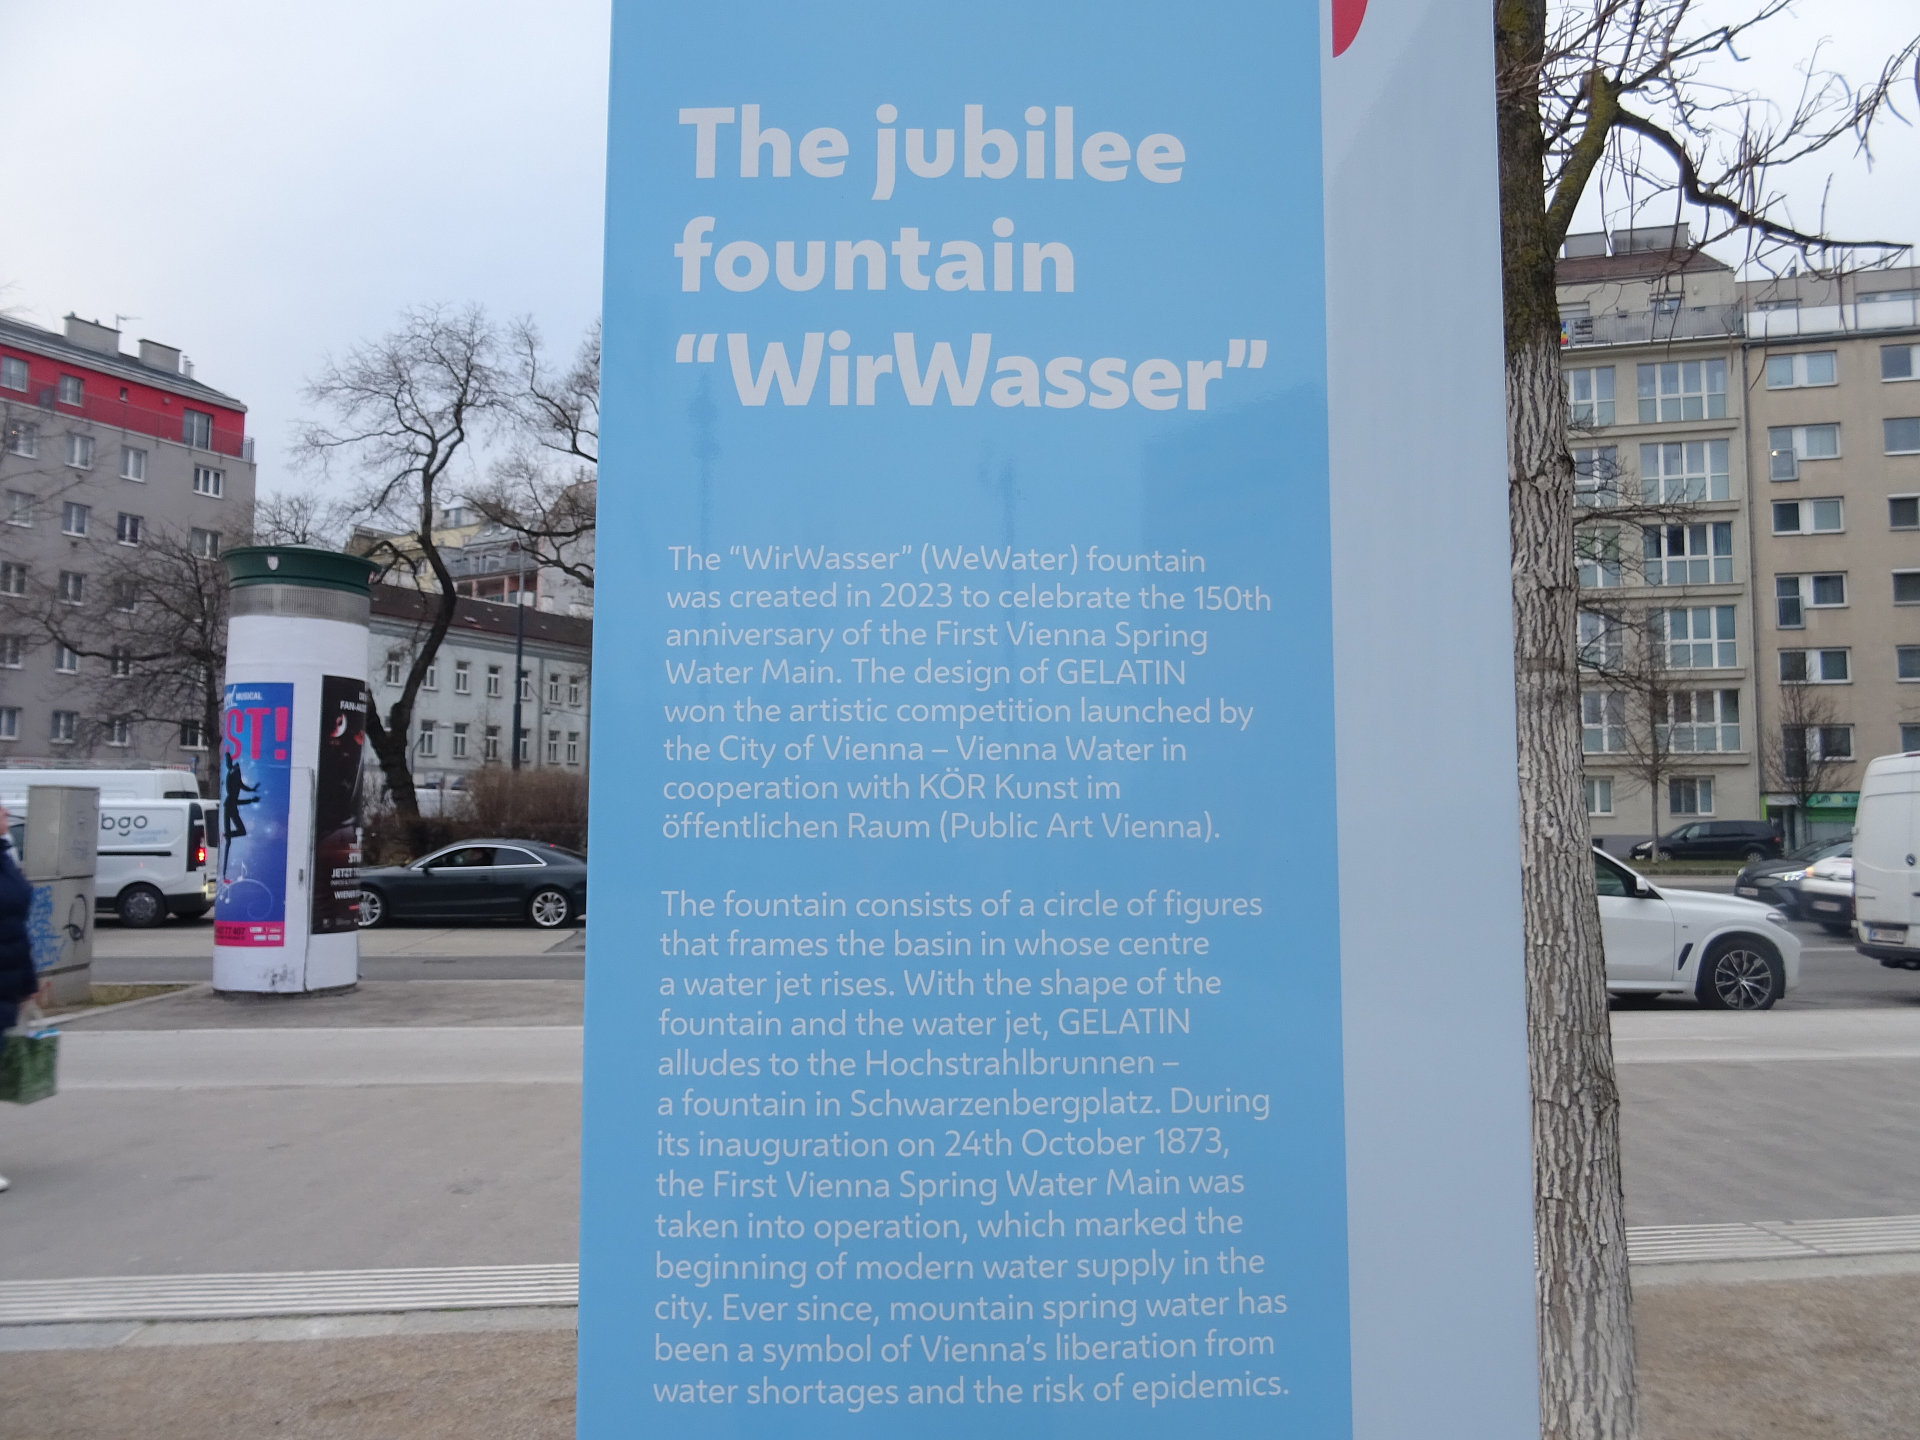 The jubilee
fountain
“WirWasser”
The “WirWasser” (WeWater) fountain
was created in 2023 to celebrate the 150th
anniversary of the First Vienna Spring
Water Main. The design of GELATIN
won the artistic competition launched by
the City of Vienna – Vienna Water in
cooperation with KÖR Kunst im
öffentlichen Raum (Public Art Vienna).
The fountain consists of a circle of figures
that frames the basin in whose centre
a water jet rises. With the shape of the
fountain and the water jet, GELATIN
alludes to the Hochstrahlbrunnen –
a fountain in Schwarzenbergplatz. During
its inauguration on 24th October 1873,
the First Vienna Spring Water Main was
taken into operation, which marked the
beginning of modern water supply in the
city. Ever since, mountain spring water has
been a symbol of Vienna’s liberation from
water shortages and the risk of epidemics.
MUSICAL
ST!
bgo